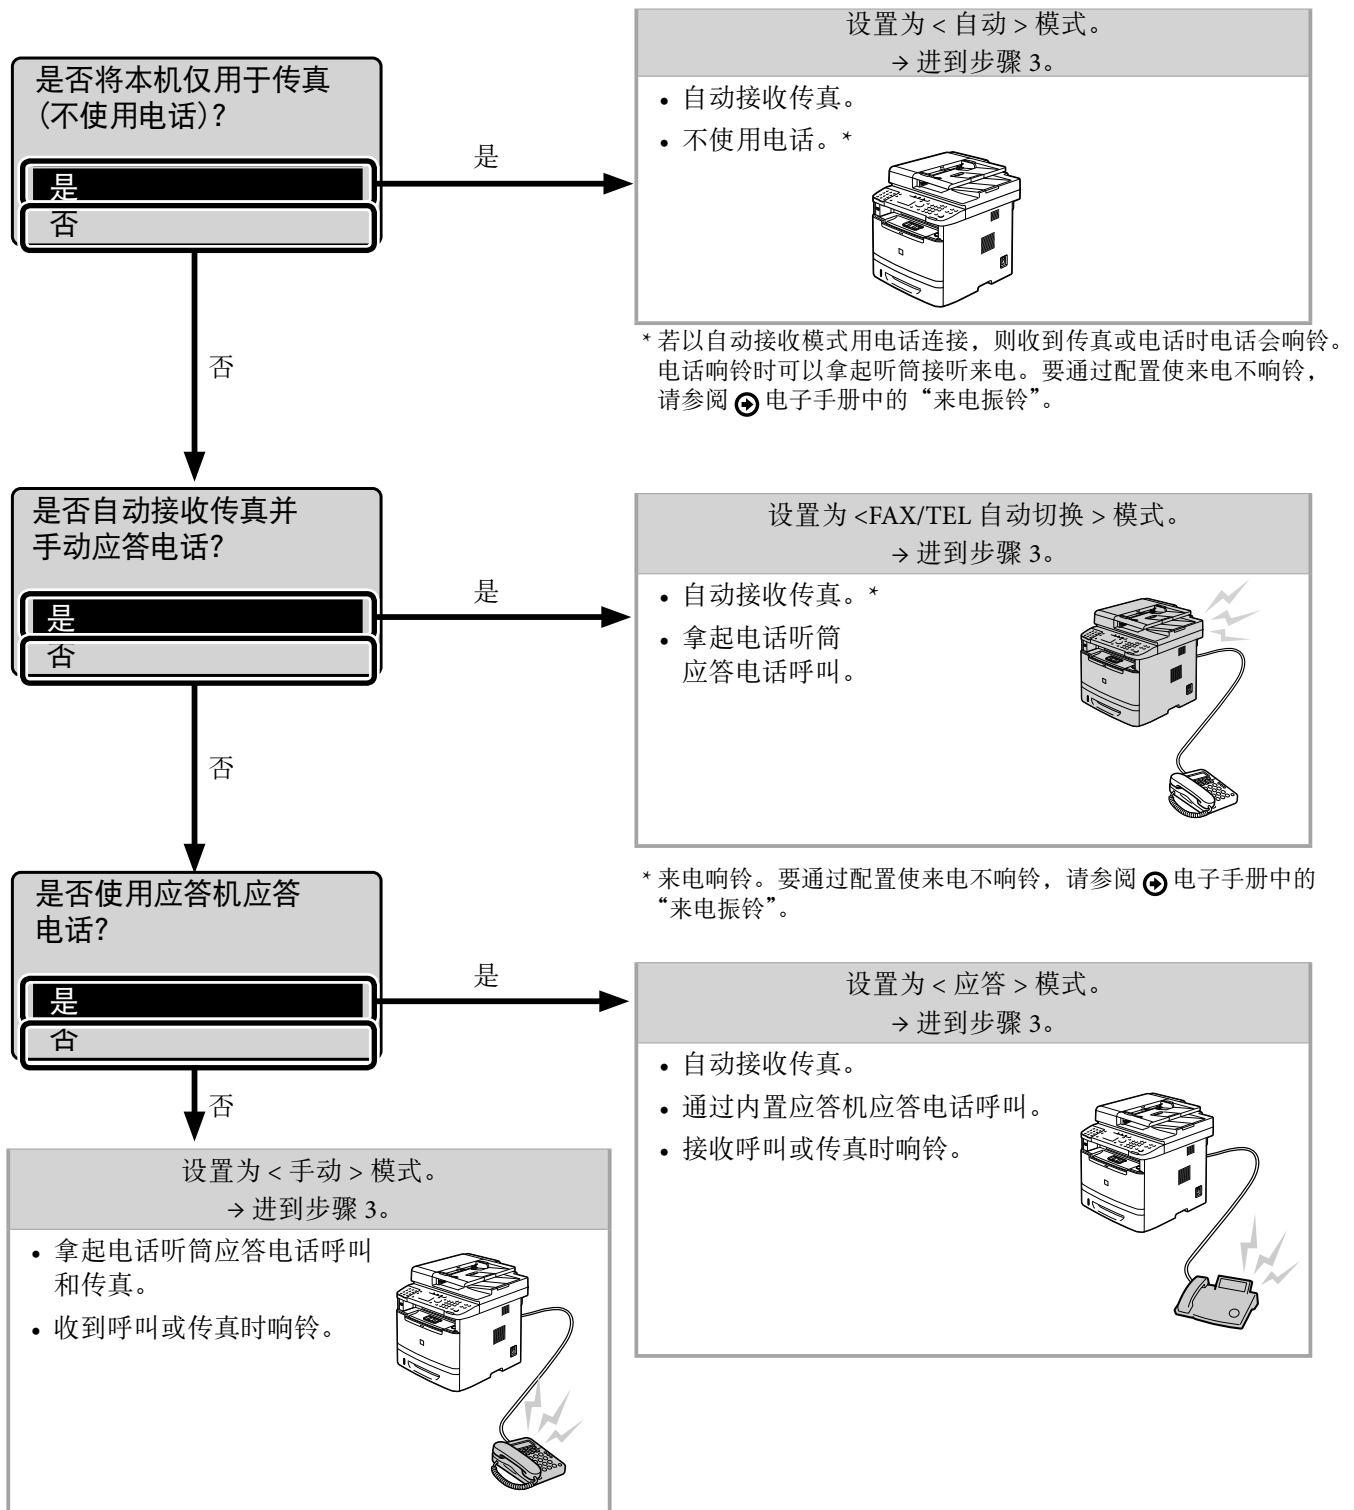 是否将本机仅用于传真
(不使用电话)?
是
否
是
设置为 < 自动 > 模式。
→ 进到步骤 3。
• 自动接收传真。
• 不使用电话。*
* 若以自动接收模式用电话连接，则收到传真或电话时电话会响铃。
电话响铃时可以拿起听筒接听来电。要通过配置使来电不响铃，
请参阅 电子手册中的“来电振铃”。
否
是否自动接收传真并
手动应答电话?
是
否
是
设置为 <FAX/TEL 自动切换 > 模式。
→ 进到步骤 3。
• 自动接收传真。*
• 拿起电话听筒
应答电话呼叫。
* 来电响铃。要通过配置使来电不响铃，请参阅 电子手册中的
“来电振铃”。
否
是否使用应答机应答
电话?
是
否
是
设置为 < 应答 > 模式。
→ 进到步骤 3。
• 自动接收传真。
• 通过内置应答机应答电话呼叫。
• 接收呼叫或传真时响铃。
否
设置为 < 手动 > 模式。
→ 进到步骤 3。
• 拿起电话听筒应答电话呼叫
和传真。
• 收到呼叫或传真时响铃。